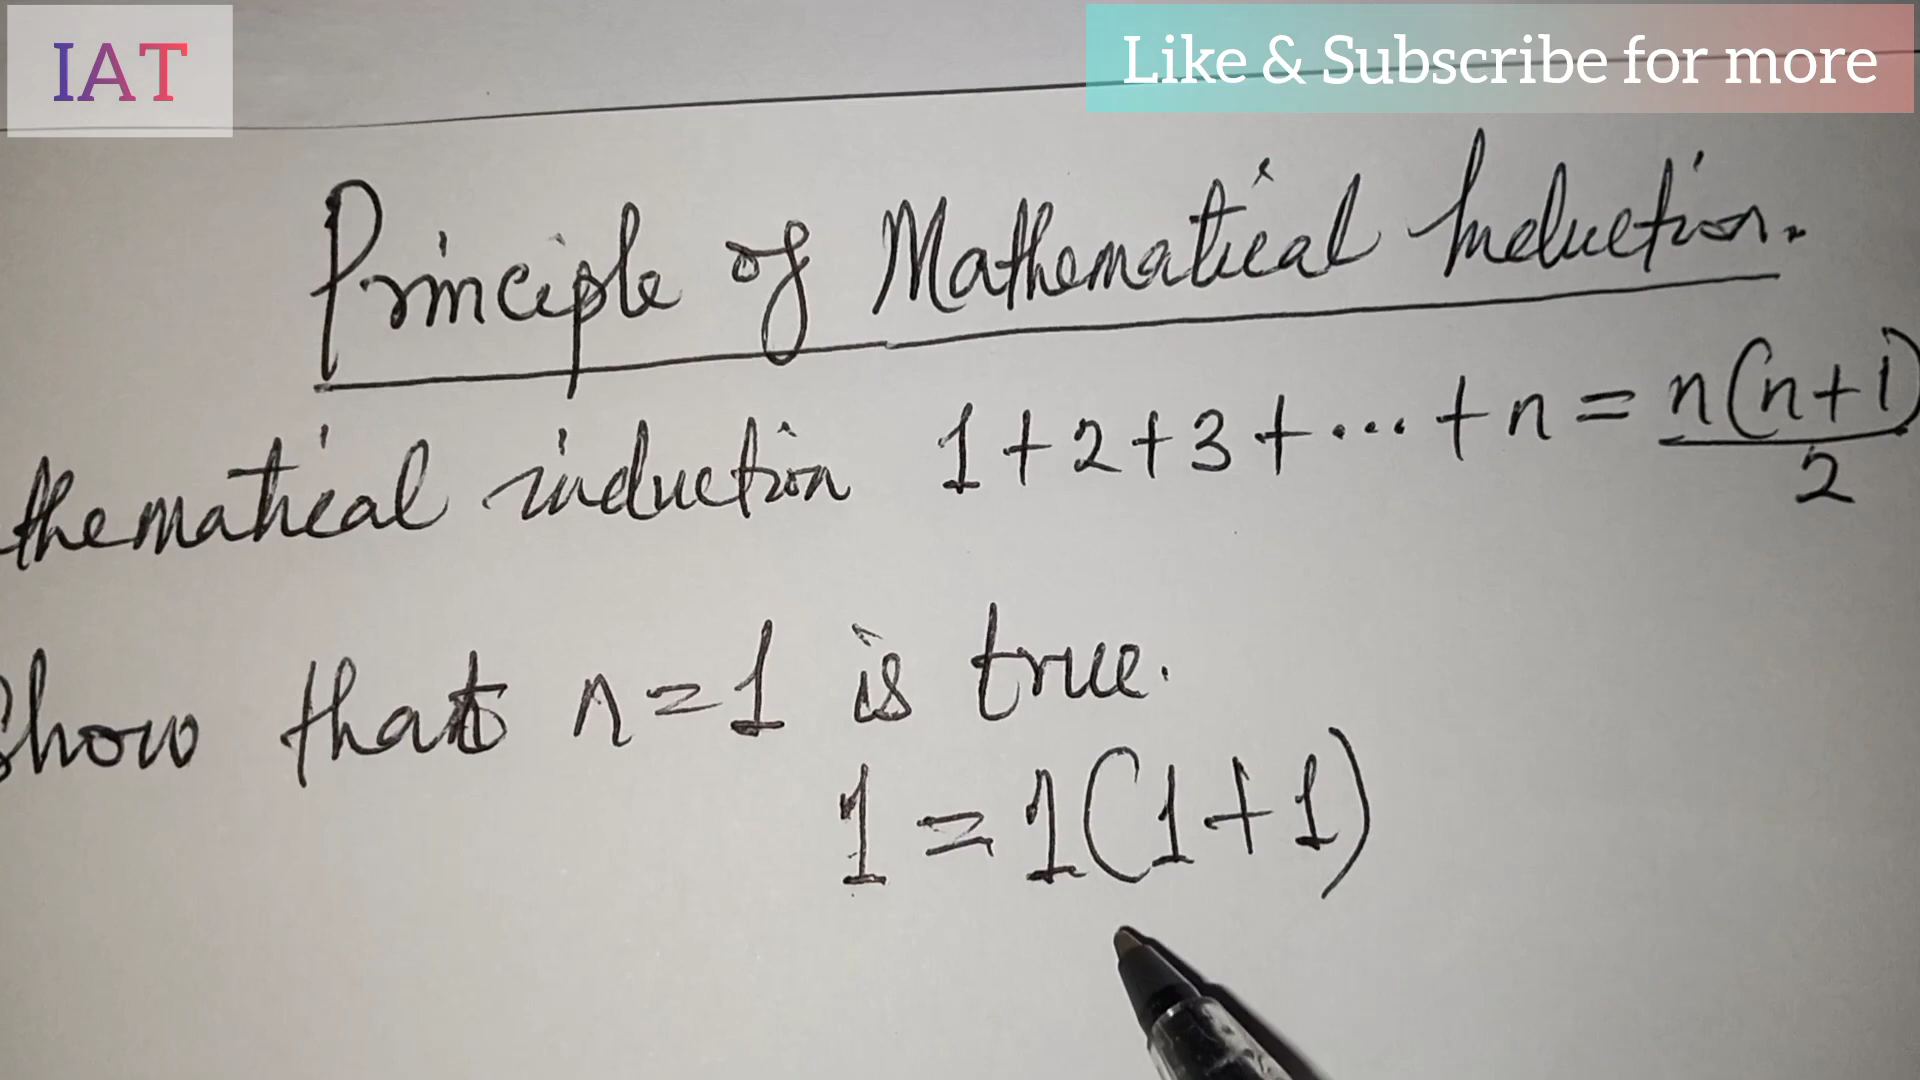 IAT
Like & Subscribe for more
Principle of Mathematical Induction.
thematical induction 1+2+3+...+n = n(n+1)/2
Show that n=1 is true.
1 = 1(1+1)